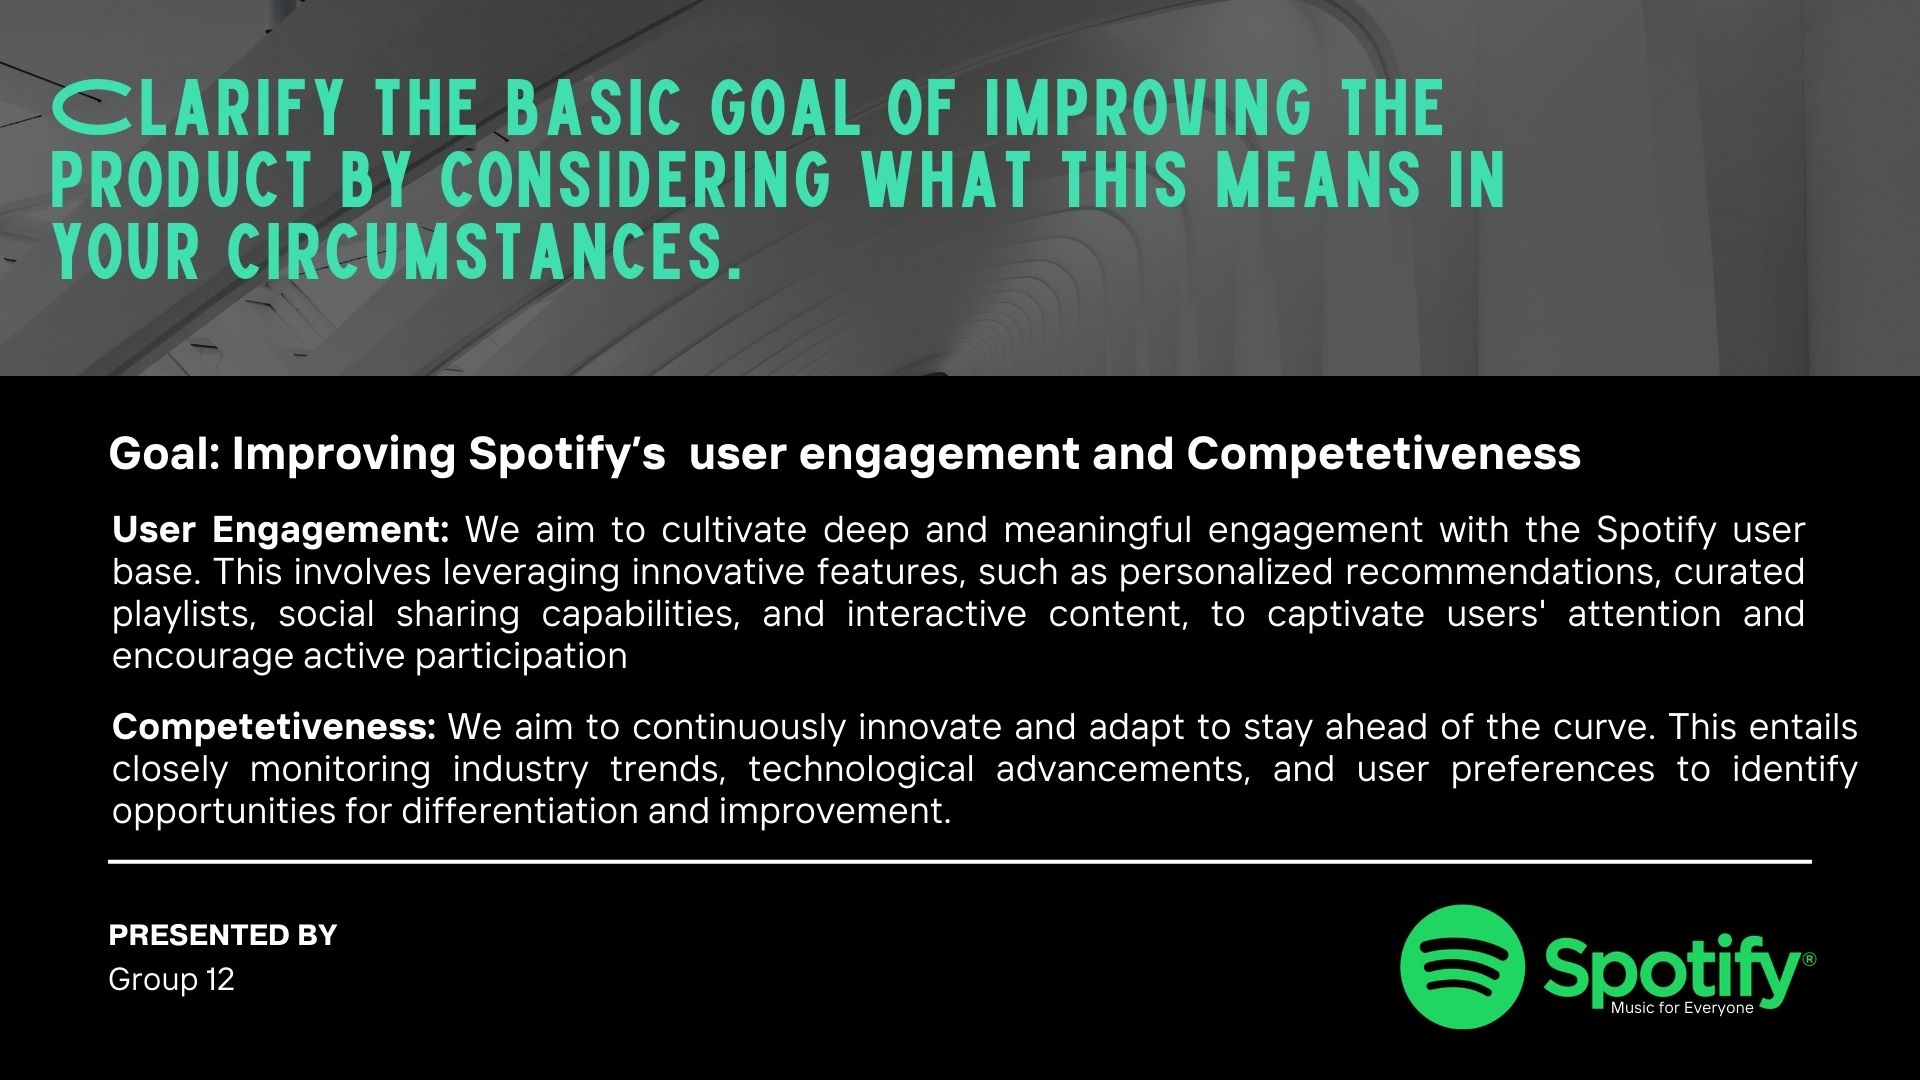 CLARIFY THE BASIC GOAL OF IMPROVING THE
PRODUCT BY CONSIDERING WHAT THIS MEANS IN
YOUR CIRCUMSTANCES.
Goal: Improving Spotify’s user engagement and Competetiveness
User Engagement: We aim to cultivate deep and meaningful engagement with the Spotify user
base. This involves leveraging innovative features, such as personalized recommendations, curated
playlists, social sharing capabilities, and interactive content, to captivate users' attention and
encourage active participation
Competetiveness: We aim to continuously innovate and adapt to stay ahead of the curve. This entails
closely monitoring industry trends, technological advancements, and user preferences to identify
opportunities for differentiation and improvement.
PRESENTED BY
Group 12
Spotify®
Music for Everyone